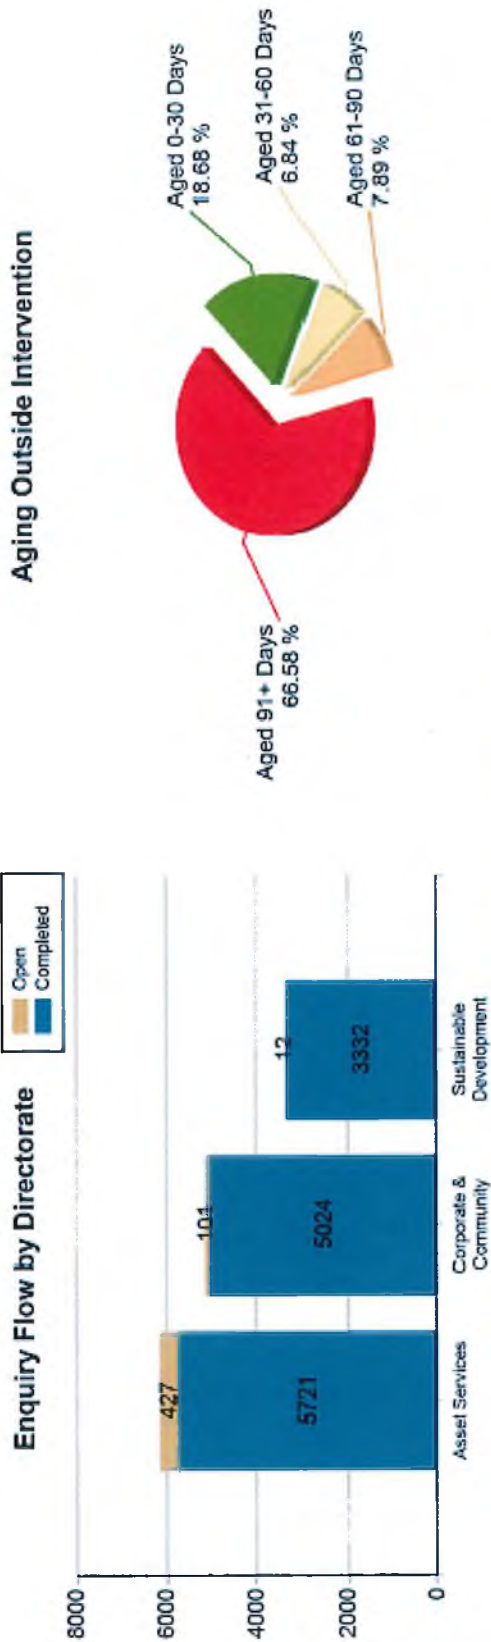 Enquiry Flow by Directorate
Open
Completed
8000
6000
4000
2000
0
427
5721
101
5024
12
3332
Asset Services
Corporate &
Community
Sustainable
Development
Aging Outside Intervention
Aged 91+ Days
66.58 %
Aged 0-30 Days
18.68 %
Aged 31-60 Days
6.84 %
Aged 61-90 Days
7.89 %